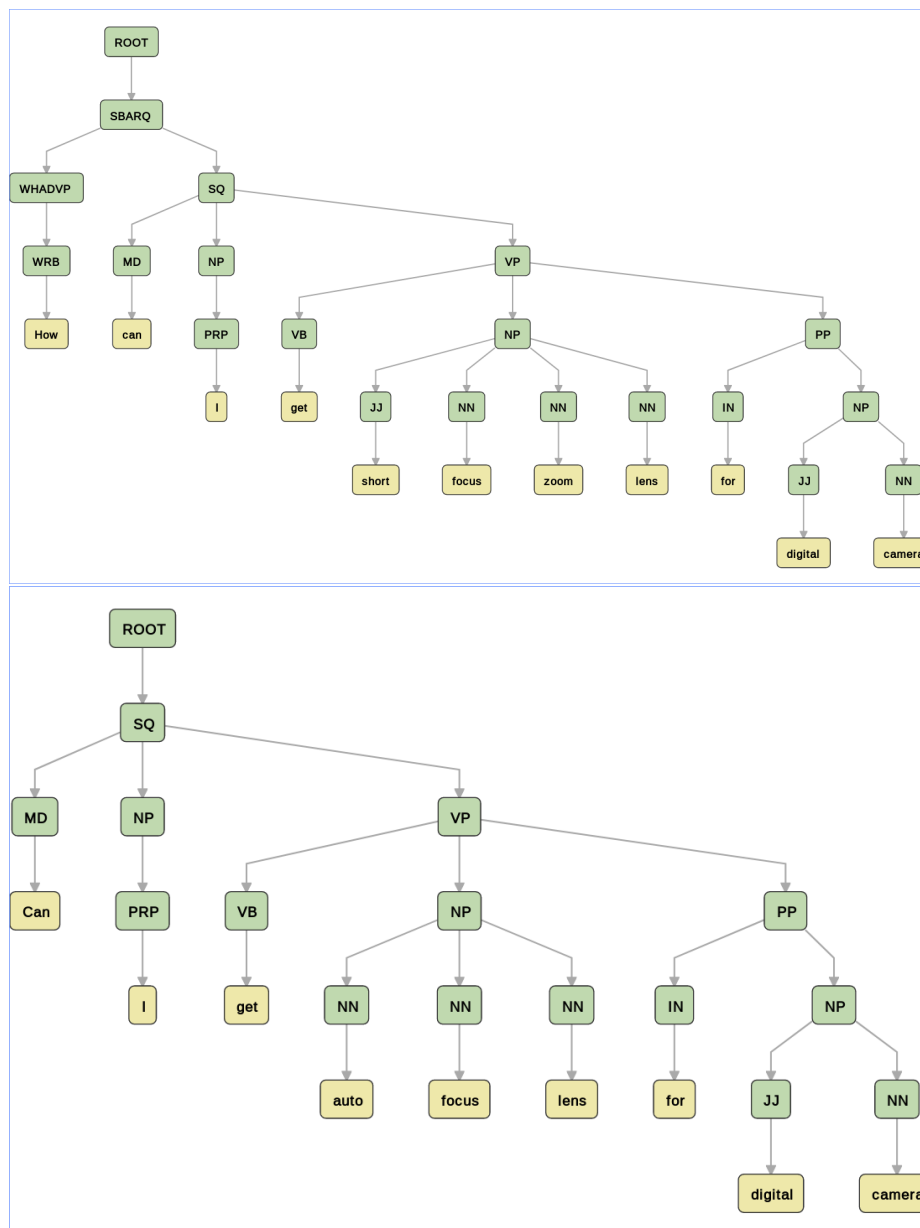 ROOT
SBARQ
WHADVP SQ
WRB MD NP VP
How can PRP VB NP PP
I get JJ NN NN NN IN NP
short focus zoom lens for JJ NN
digital camera
ROOT
SQ
MD NP VP
Can PRP VB NP PP
I get NN NN NN IN NP
auto focus lens for JJ NN
digital camera